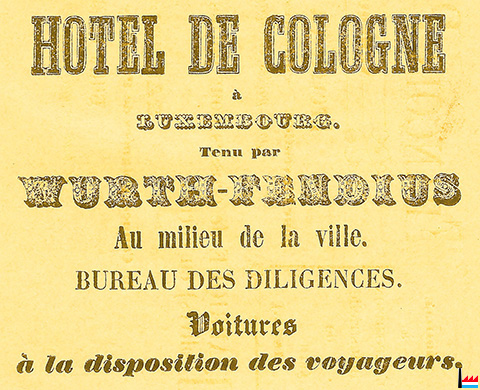 HOTEL DE COLOGNE
à
LUXEMBOURG.
Tenu par
WURTH-FENDIUS
Au milieu de la ville.
BUREAU DES DILIGENCES.
Voitures
à la disposition des voyageurs.